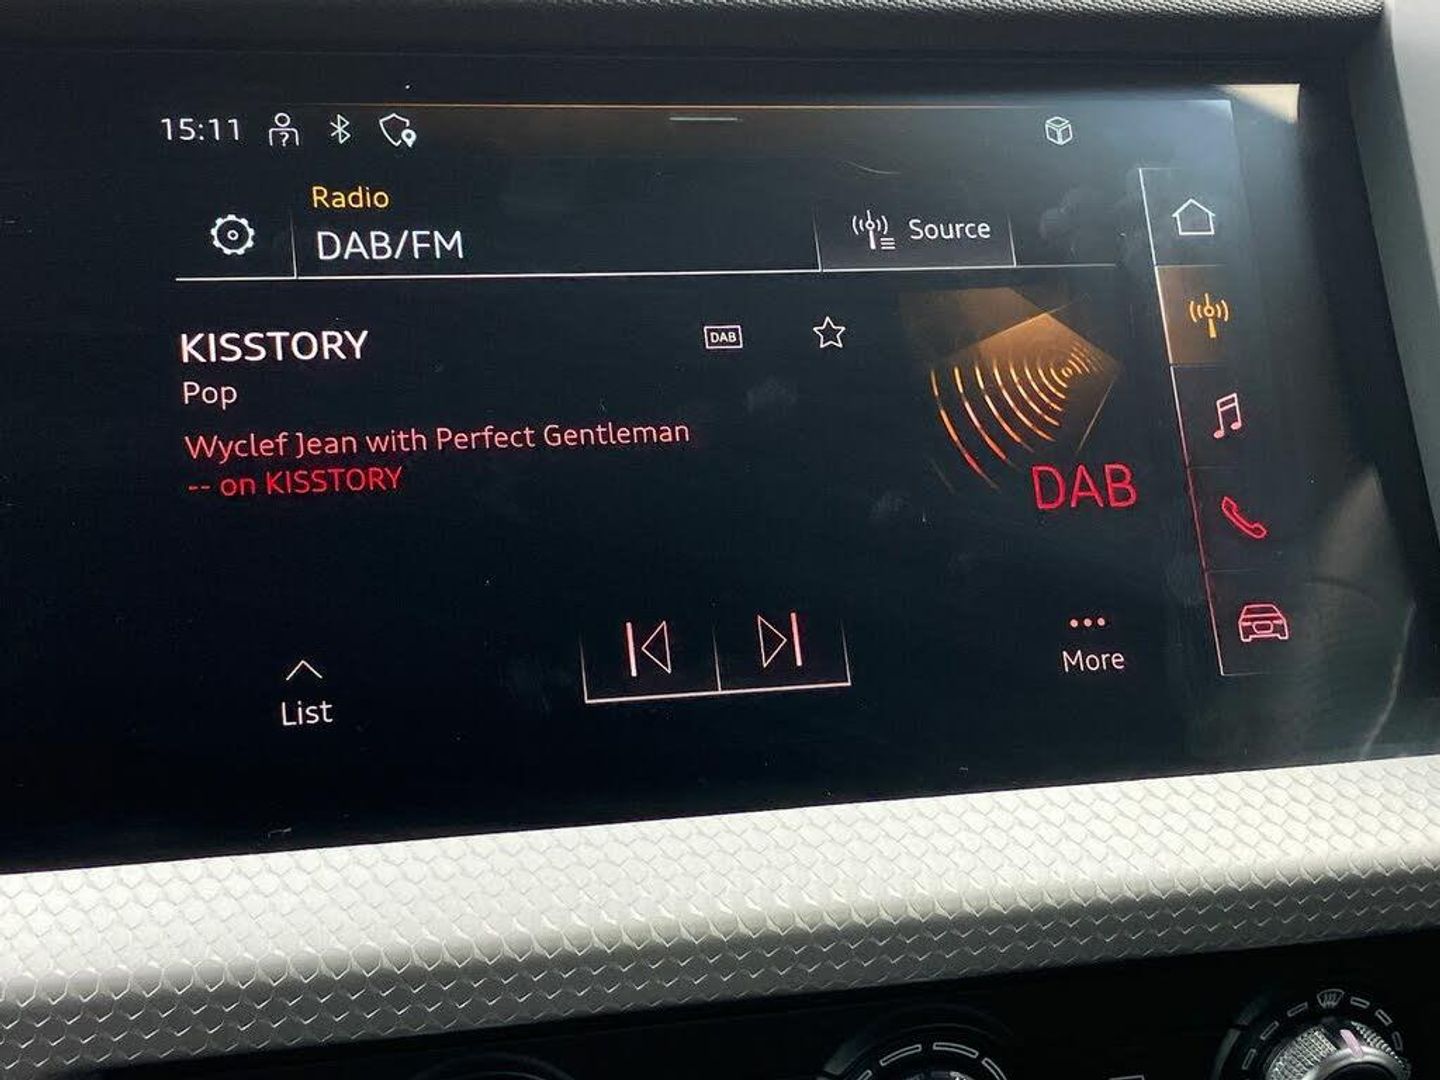 15:11
Radio
DAB/FM
Source
KISSTORY
DAB
Pop
Wyclef Jean with Perfect Gentleman
-- on KISSTORY
DAB
More
List